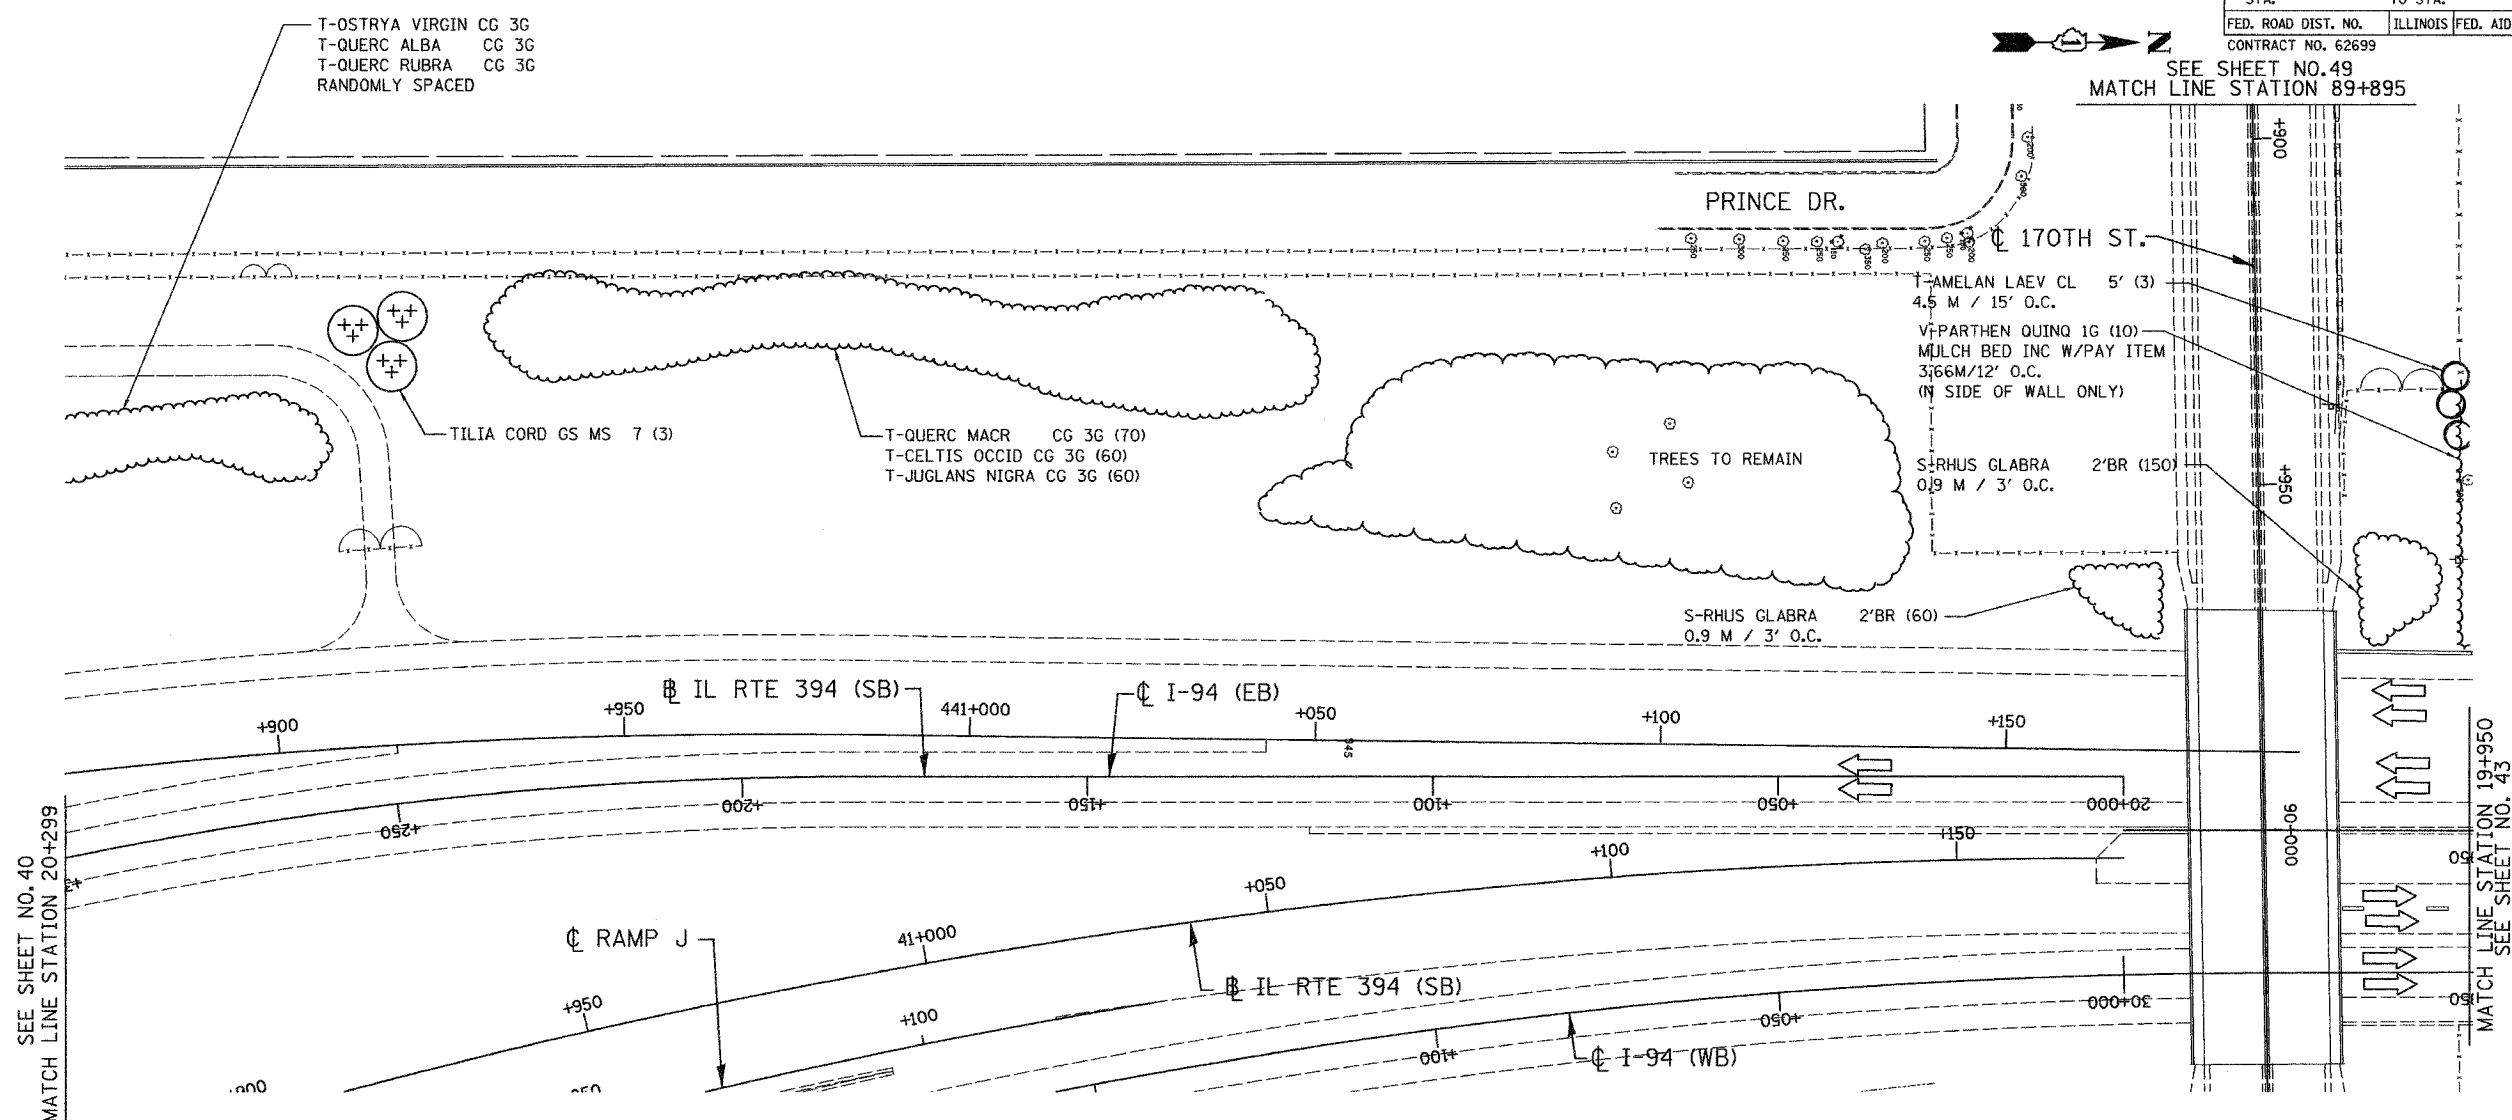 T-OSTRYA VIRGIN CG 3G
T-QUERC ALBA CG 3G
T-QUERC RUBRA CG 3G
RANDOMLY SPACED
TO STA.
FED. ROAD DIST. NO. ILLINOIS FED. AID
CONTRACT NO. 62699
N
SEE SHEET NO.49
MATCH LINE STATION 89+895
+900
PRINCE DR.
℄ 170TH ST.
T-AMELAN LAEV CL 5' (3)
4.5 M / 15' O.C.
V-PARTHEN QUINQ 1G (10)
MULCH BED INC W/PAY ITEM
3.66M/12' O.C.
(N SIDE OF WALL ONLY)
TILIA CORD GS MS 7 (3)
T-QUERC MACR CG 3G (70)
T-CELTIS OCCID CG 3G (60)
T-JUGLANS NIGRA CG 3G (60)
TREES TO REMAIN
S-RHUS GLABRA 2'BR (150)
0.9 M / 3' O.C.
+950
S-RHUS GLABRA 2'BR (60)
0.9 M / 3' O.C.
B̵L IL RTE 394 (SB)
℄ I-94 (EB)
+900
+950
441+000
+050
+100
+150
945
+250
+200
+150
+100
+050
20+000
90+000
+150
+100
+050
41+000
+950
+100
℄ RAMP J
B̵L IL RTE 394 (SB)
℄ I-94 (WB)
+100
+050
30+000
SEE SHEET NO.40
MATCH LINE STATION 20+299
MATCH LINE STATION 19+950
SEE SHEET NO. 43